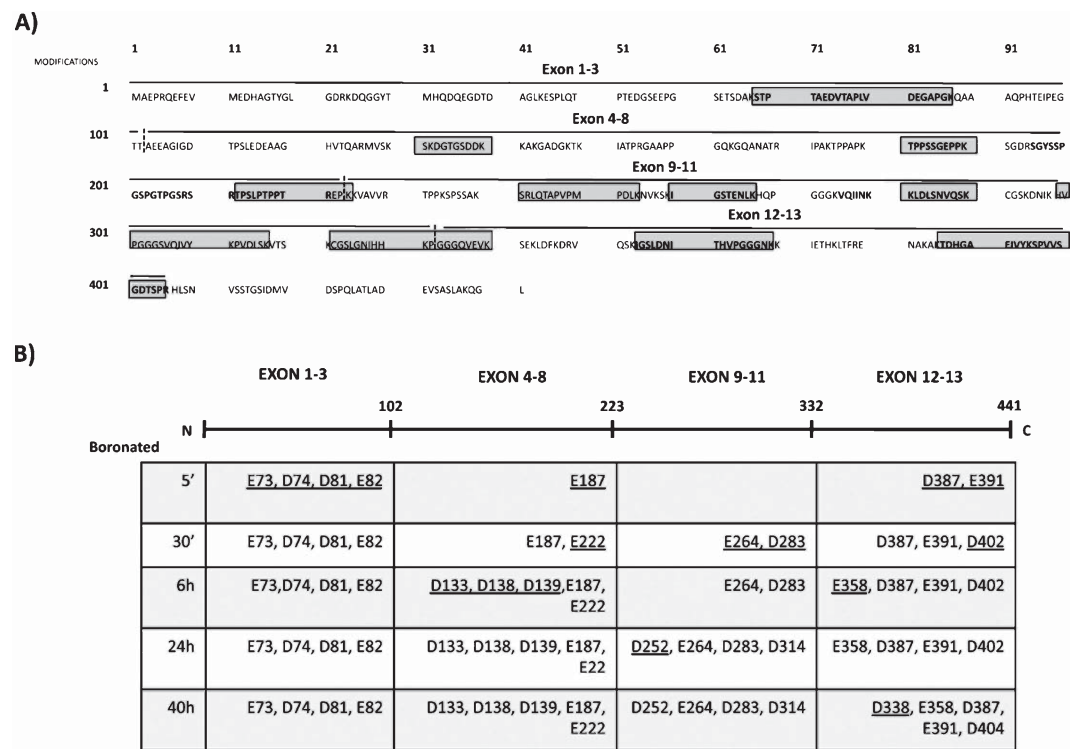 A)
1 11 21 31 41 51 61 71 81 91
MODIFICATIONS
Exon 1-3
1 MAEPRQEFEV MEDHAGTYGL GDRKDQGGYT MHQDQEGDTD AGLKESPLQT PTEDGSEEPG SETSDAKSTP TAEDVTAPLV DEGAPGKQAA AQPHTEIPEG
Exon 4-8
101 TTAEEAGIGD TPSLEDEAAG HVTQARMVSK SKDGTGSDDK KAKGADGKTK IATPRGAAPP GQKGQANATR IPAKTPPAPK TPPSSGEPPK SGDRSGYSSP
Exon 9-11
201 GSPGTPGSRS RTPSLPTPPT REPKKVAVVR TPPKSPSSAK SRLQTAPVPM PDLKNVKSKI GSTENLKHQP GGGKVQIINK KLDLSNVQSK CGSKDNIK HV
Exon 12-13
301 PGGGSVQIVY KPVDLSKVTS KCGSLGNIHH KPGGGQVEVK SEKLDFKDRV QSKIGSLDNI THVPGGGNKK IETHKLTFRE NAKAKTDHGA EIVYKSPVVS
401 GDTSPR HLSN VSSTGSIDMV DSPQLATLAD EVSASLAKQG L
B)
EXON 1-3 EXON 4-8 EXON 9-11 EXON 12-13
102 223 332 441
N C
Boronated
5’ E73, D74, D81, E82 E187 D387, E391
30’ E73, D74, D81, E82 E187, E222 E264, D283 D387, E391, D402
6h E73,D74, D81, E82 D133, D138, D139,E187, E264, D283 E358, D387, E391, D402
E222
24h E73, D74, D81, E82 D133, D138, D139, E187, D252, E264, D283, D314 E358, D387, E391, D402
E22
40h E73, D74, D81, E82 D133, D138, D139, E187, D252, E264, D283, D314 D338, E358, D387,
E222 E391, D404